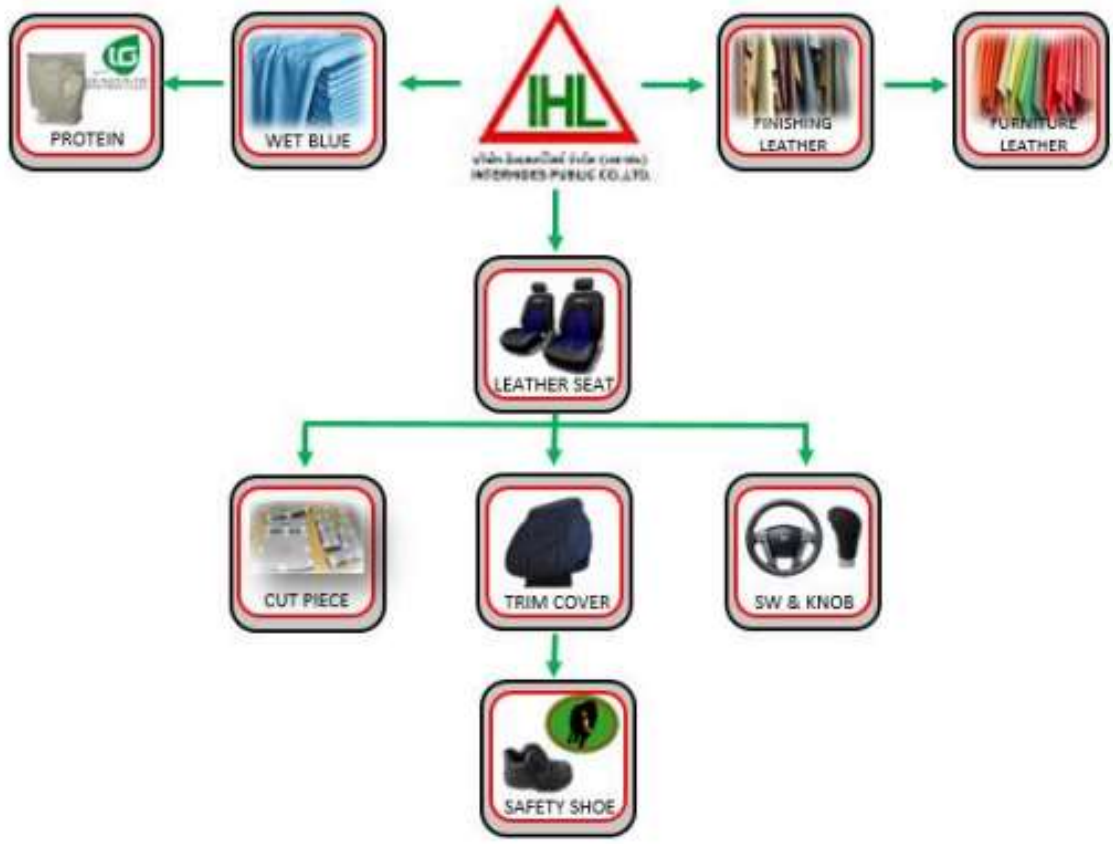 PROTEIN
WET BLUE
IHL
INTERHIDES PUBLIC CO.,LTD.
FINISHING
LEATHER
FURNITURE
LEATHER
LEATHER SEAT
CUT PIECE
TRIM COVER
SW & KNOB
SAFETY SHOE